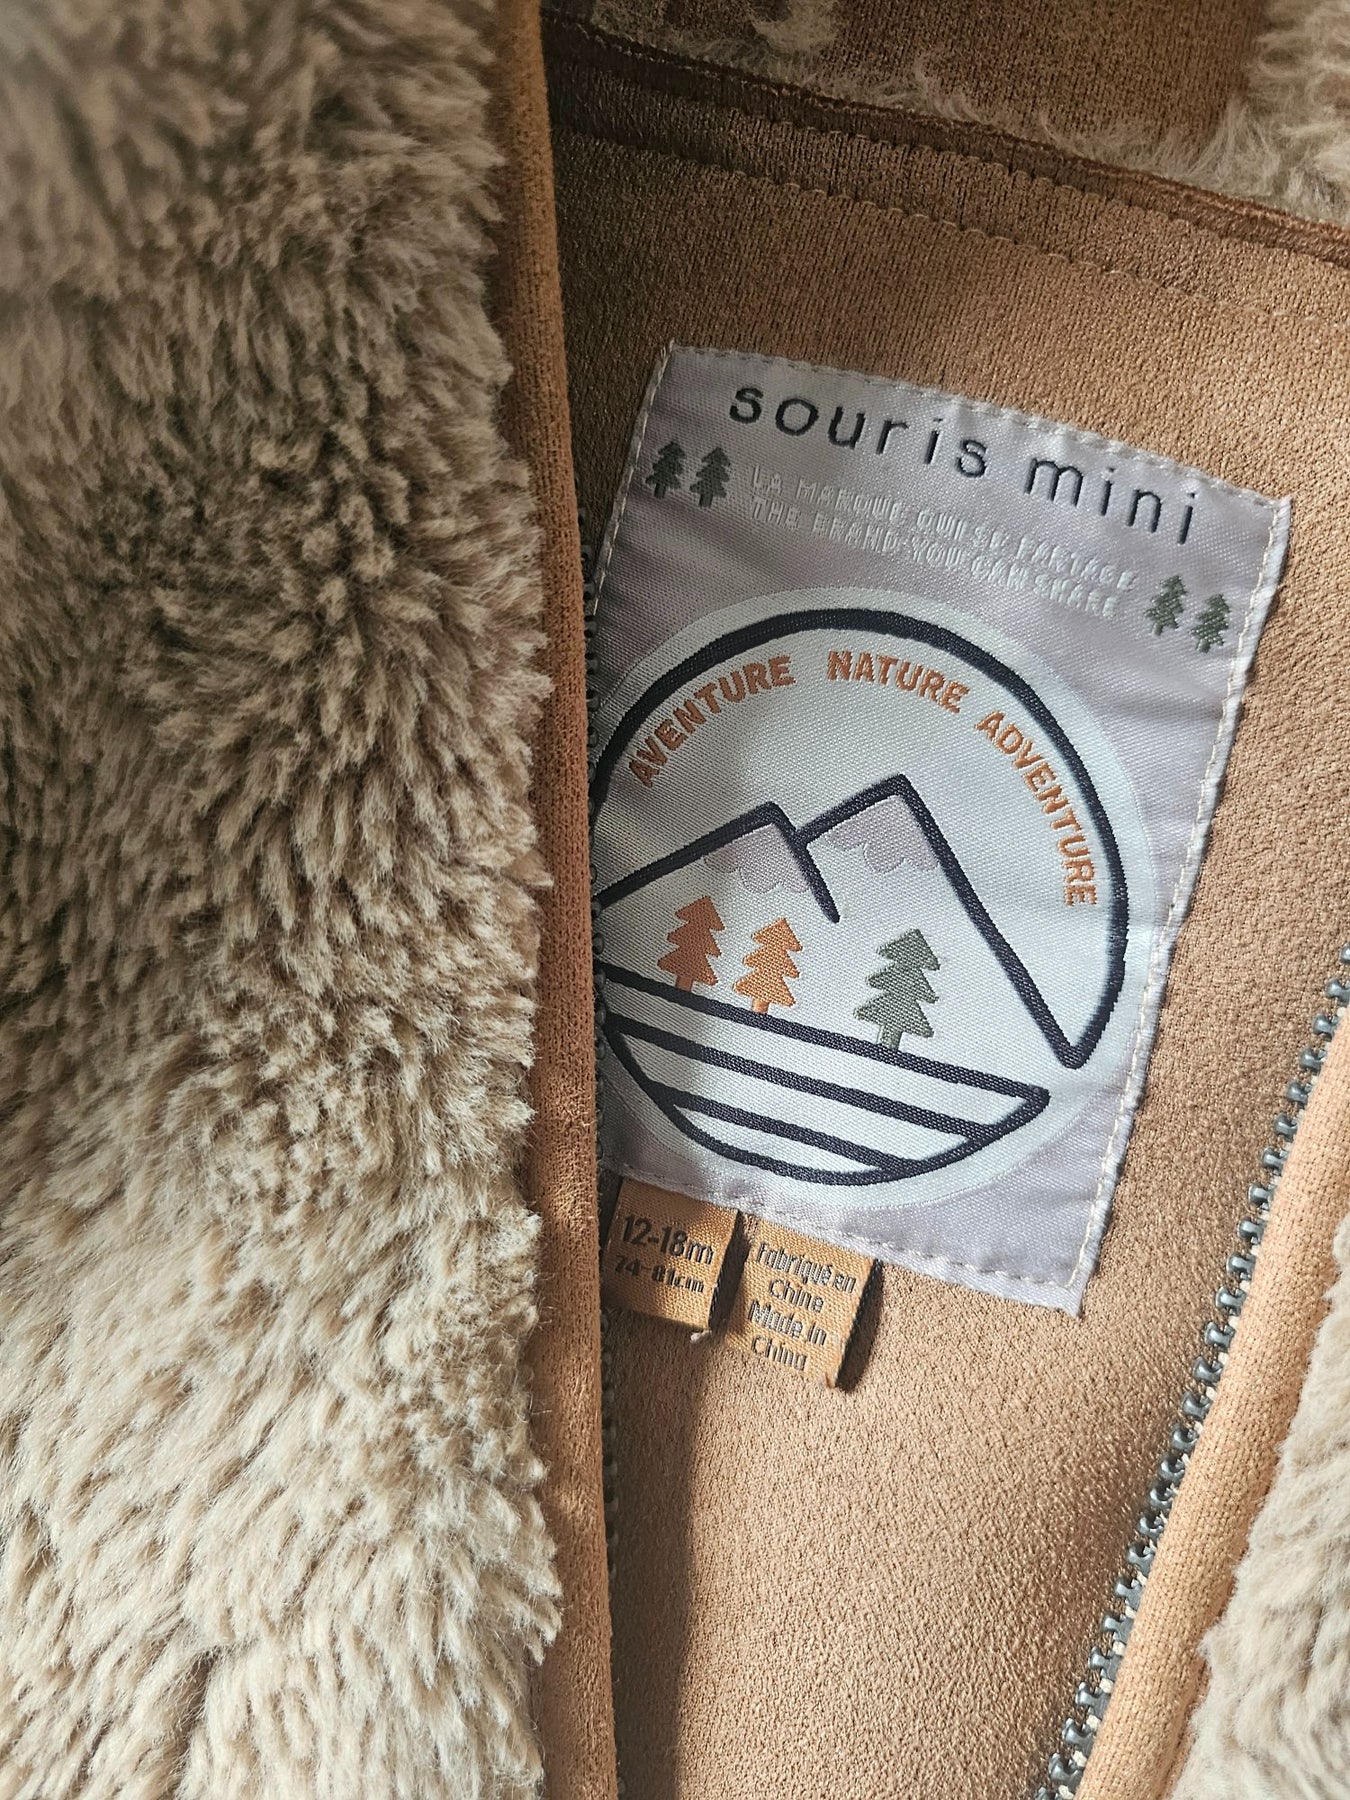 souris mini
LA MARQUE QUI SE PARTAGE
THE BRAND YOU CAN SHARE
AVENTURE NATURE ADVENTURE
12-18m
74-81cm
Fabriqué en
Chine
Made in
China